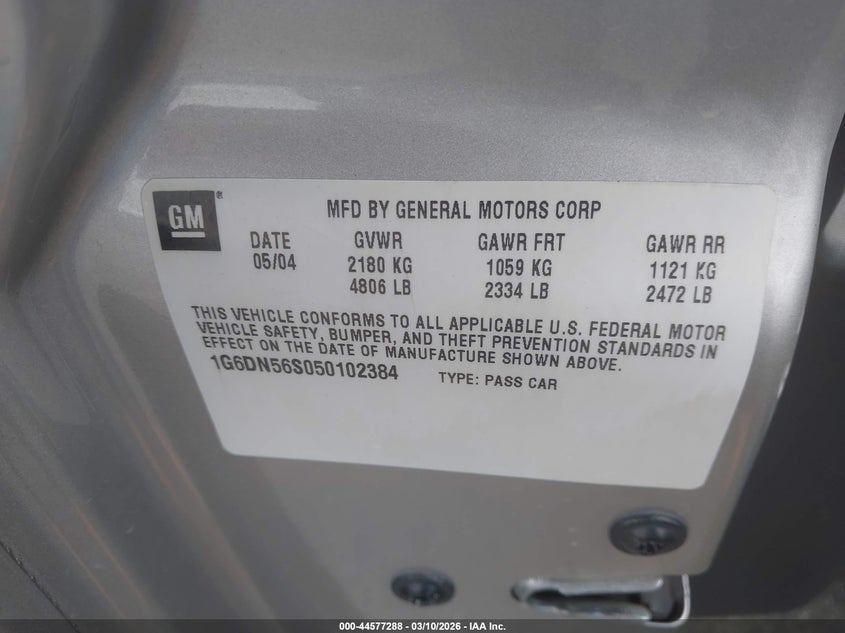 GM®
MFD BY GENERAL MOTORS CORP
DATE GVWR GAWR FRT GAWR RR
05/04 2180 KG 1059 KG 1121 KG
4806 LB 2334 LB 2472 LB
THIS VEHICLE CONFORMS TO ALL APPLICABLE U.S. FEDERAL MOTOR
VEHICLE SAFETY, BUMPER, AND THEFT PREVENTION STANDARDS IN
EFFECT ON THE DATE OF MANUFACTURE SHOWN ABOVE.
1G6DN56S050102384 TYPE: PASS CAR
000-44577288 — 03/10/2026 — IAA Inc.